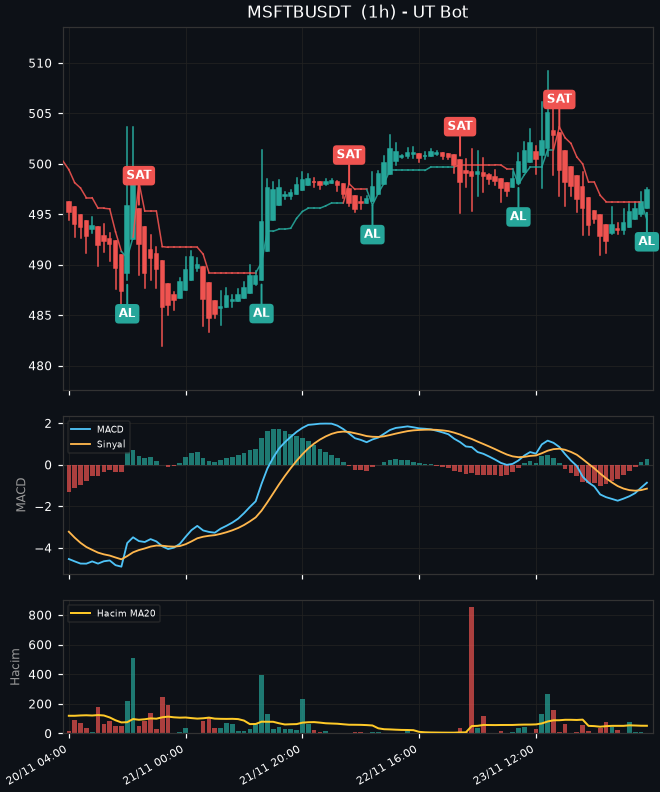 MSFTBUSDT (1h) - UT Bot
510
505
500
495
490
485
480
SAT
SAT
SAT
SAT
AL
AL
AL
AL
AL
MACD
2
0
−2
−4
MACD
Sinyal
Hacim
800
600
400
200
0
Hacim MA20
20/11 04:00
21/11 00:00
21/11 20:00
22/11 16:00
23/11 12:00